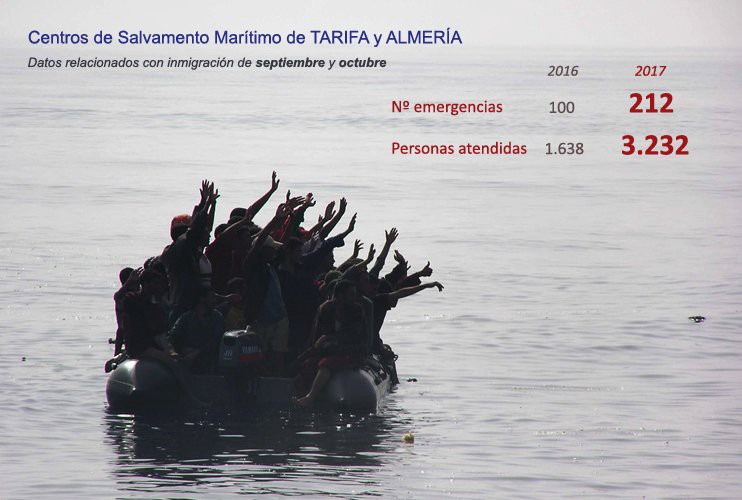 Centros de Salvamento Marítimo de TARIFA y ALMERÍA
Datos relacionados con inmigración de septiembre y octubre
2016 2017
Nº emergencias 100 212
Personas atendidas 1.638 3.232
YAMAHA